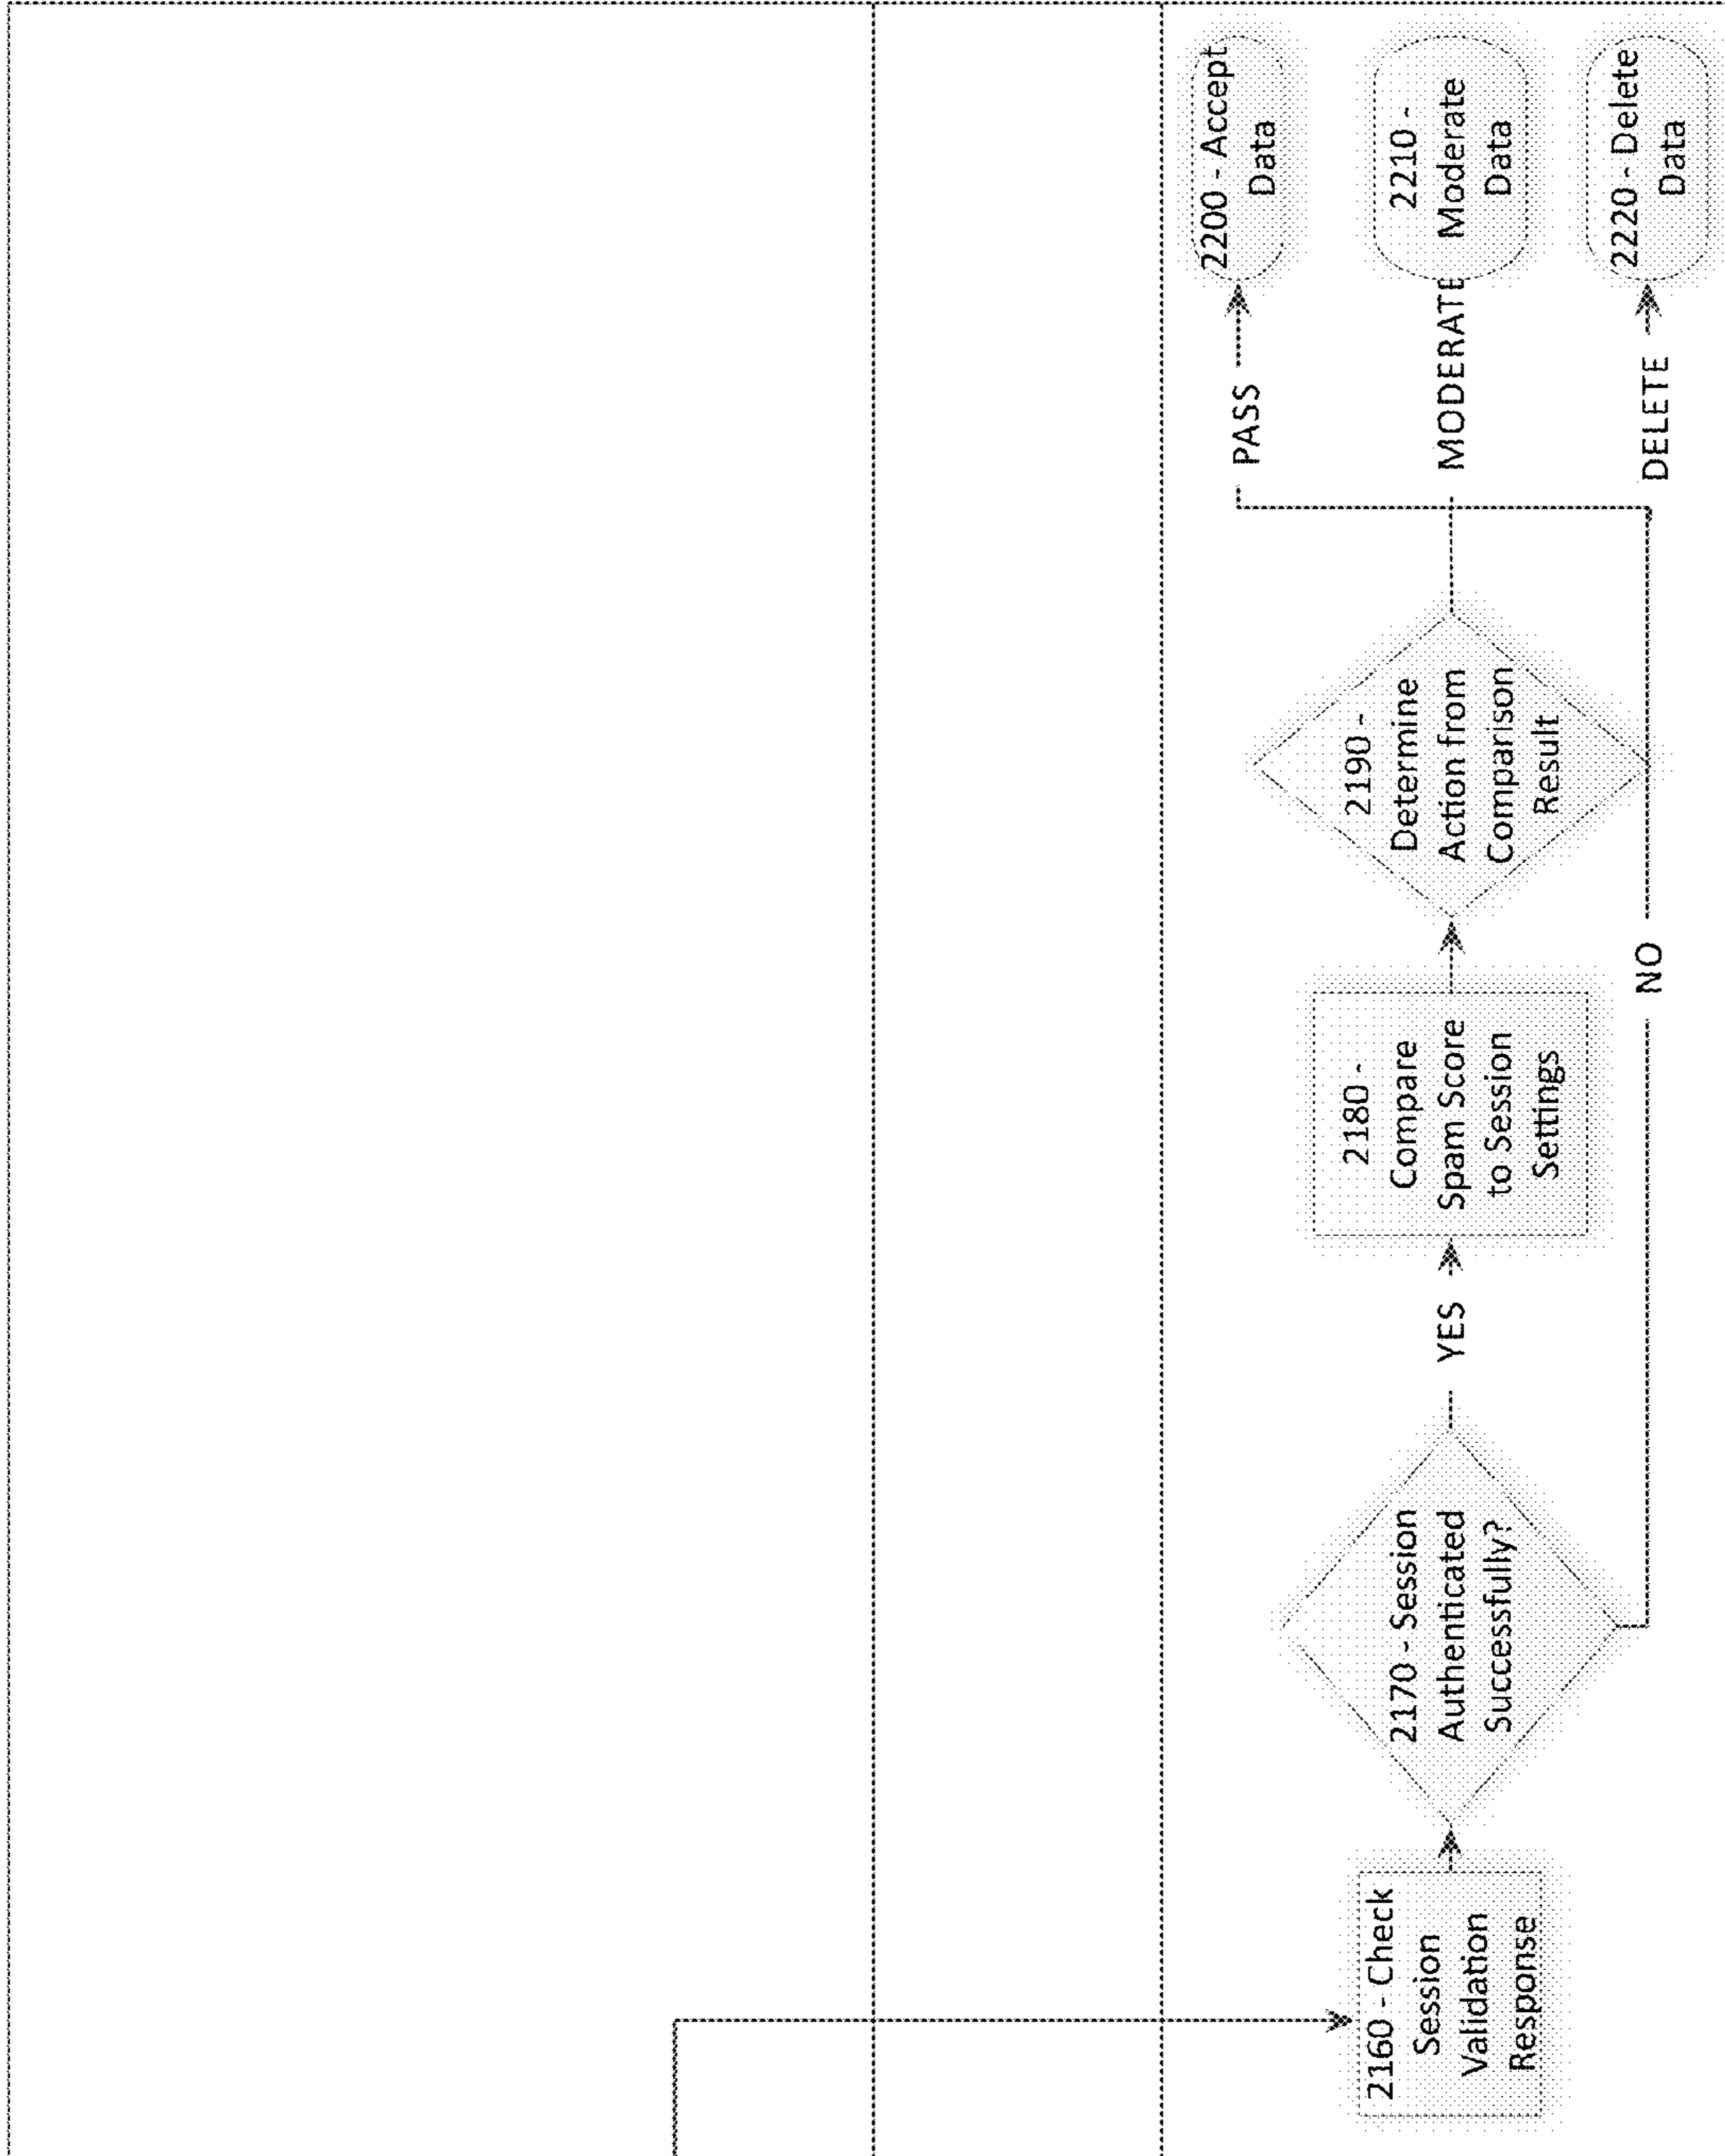 2160 - Check
Session
Validation
Response
2170 - Session
Authenticated
Successfully?
YES
NO
2180 -
Compare
Spam Score
to Session
Settings
2190 -
Determine
Action from
Comparison
Result
PASS
MODERATE
DELETE
2200 - Accept
Data
2210 -
Moderate
Data
2220 - Delete
Data